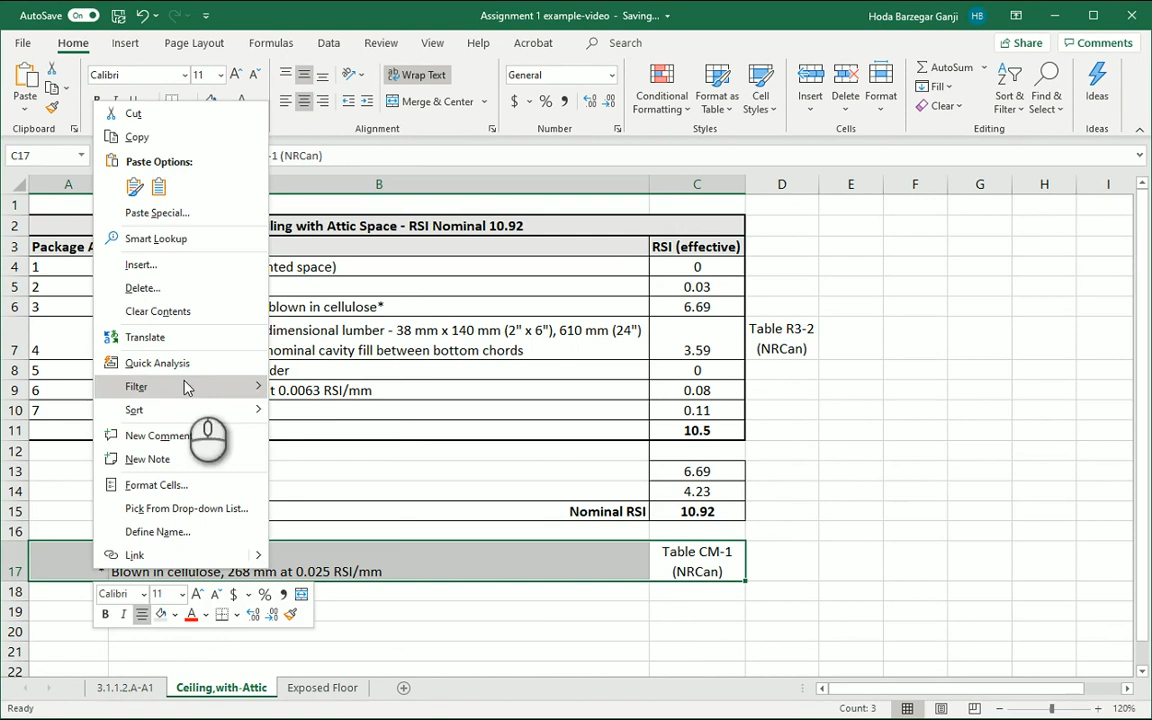 AutoSave On
Assignment 1 example-video - Saving...
Hoda Barzegar Ganji HB
File Home Insert Page Layout Formulas Data Review View Help Acrobat Search Share Comments
Paste
Calibri 11
Wrap Text
General
Conditional Formatting
Format as Table
Cell Styles
Insert Delete Format
AutoSum
Fill
Clear
Sort & Filter
Find & Select
Ideas
Merge & Center
$ % ,
Clipboard Alignment Number Styles Cells Editing Ideas
C17
-1 (NRCan)
A B C D E F G H I
1
2 ling with Attic Space - RSI Nominal 10.92
3 Package A RSI (effective)
4 1 nted space) 0
5 2 0.03
6 3 blown in cellulose* 6.69
dimensional lumber - 38 mm x 140 mm (2" x 6"), 610 mm (24") Table R3-2
7 4 nominal cavity fill between bottom chords 3.59 (NRCan)
8 5 der 0
9 6 at 0.0063 RSI/mm 0.08
10 7 0.11
11 10.5
12
13 6.69
14 4.23
15 Nominal RSI 10.92
16
Table CM-1
17 * Blown in cellulose, 268 mm at 0.025 RSI/mm (NRCan)
18
19
20
21
22
Cut
Copy
Paste Options:
Paste Special...
Smart Lookup
Insert...
Delete...
Clear Contents
Translate
Quick Analysis
Filter
Sort
New Commen
New Note
Format Cells...
Pick From Drop-down List...
Define Name...
Link
Calibri 11 A A $ % ,
B I A
3.1.1.2.A-A1 Ceiling,with-Attic Exposed Floor
Ready Count: 3 120%